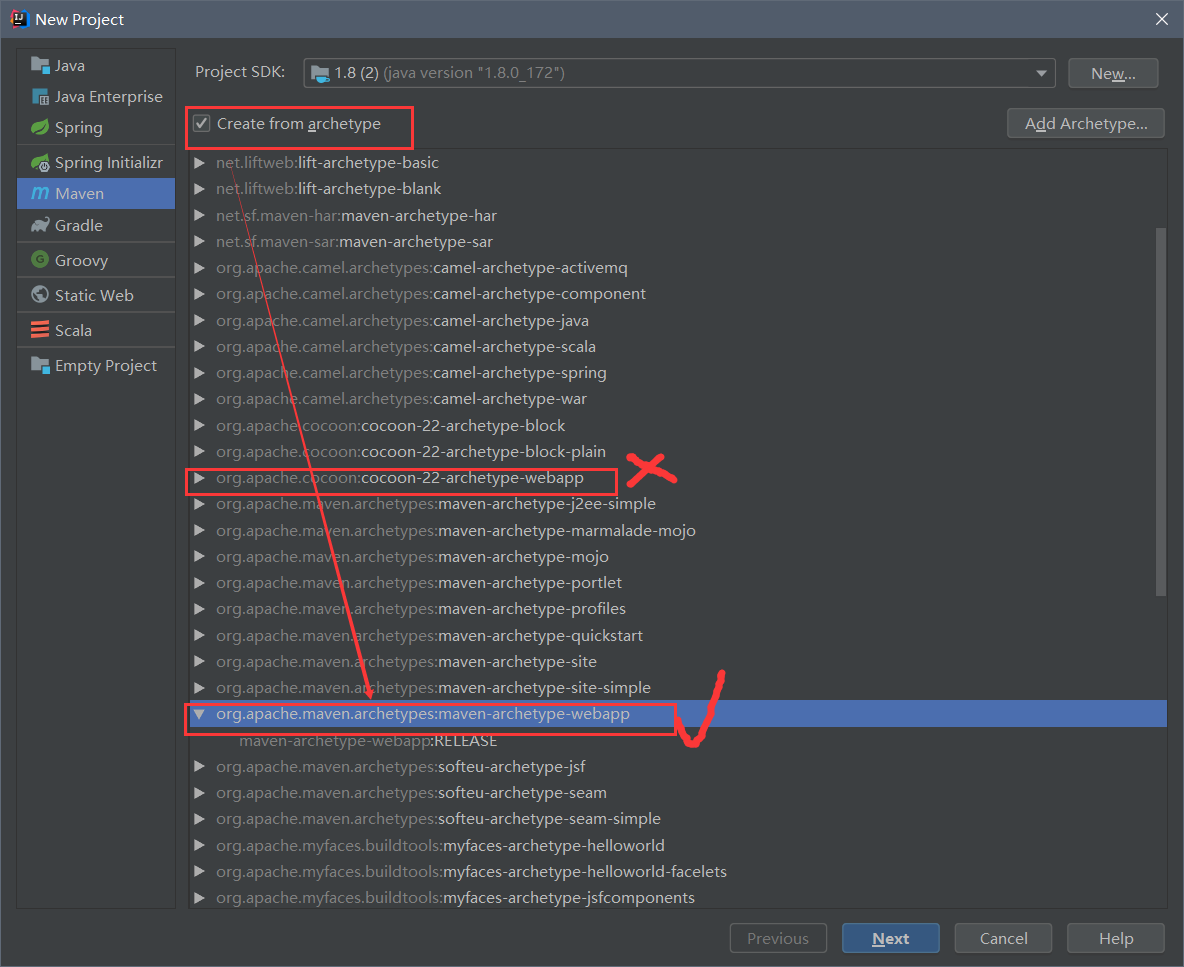 New Project
Java
Java Enterprise
Spring
Spring Initializr
Maven
Gradle
Groovy
Static Web
Scala
Empty Project
Project SDK: 1.8 (2) (java version "1.8.0_172") New...
Create from archetype Add Archetype...
net.liftweb:lift-archetype-basic
net.liftweb:lift-archetype-blank
net.sf.maven-har:maven-archetype-har
net.sf.maven-sar:maven-archetype-sar
org.apache.camel.archetypes:camel-archetype-activemq
org.apache.camel.archetypes:camel-archetype-component
org.apache.camel.archetypes:camel-archetype-java
org.apache.camel.archetypes:camel-archetype-scala
org.apache.camel.archetypes:camel-archetype-spring
org.apache.camel.archetypes:camel-archetype-war
org.apache.cocoon:cocoon-22-archetype-block
org.apache.cocoon:cocoon-22-archetype-block-plain
org.apache.cocoon:cocoon-22-archetype-webapp
org.apache.maven.archetypes:maven-archetype-j2ee-simple
org.apache.maven.archetypes:maven-archetype-marmalade-mojo
org.apache.maven.archetypes:maven-archetype-mojo
org.apache.maven.archetypes:maven-archetype-portlet
org.apache.maven.archetypes:maven-archetype-profiles
org.apache.maven.archetypes:maven-archetype-quickstart
org.apache.maven.archetypes:maven-archetype-site
org.apache.maven.archetypes:maven-archetype-site-simple
org.apache.maven.archetypes:maven-archetype-webapp
maven-archetype-webapp:RELEASE
org.apache.maven.archetypes:softeu-archetype-jsf
org.apache.maven.archetypes:softeu-archetype-seam
org.apache.maven.archetypes:softeu-archetype-seam-simple
org.apache.myfaces.buildtools:myfaces-archetype-helloworld
org.apache.myfaces.buildtools:myfaces-archetype-helloworld-facelets
org.apache.myfaces.buildtools:myfaces-archetype-jsfcomponents
Previous Next Cancel Help